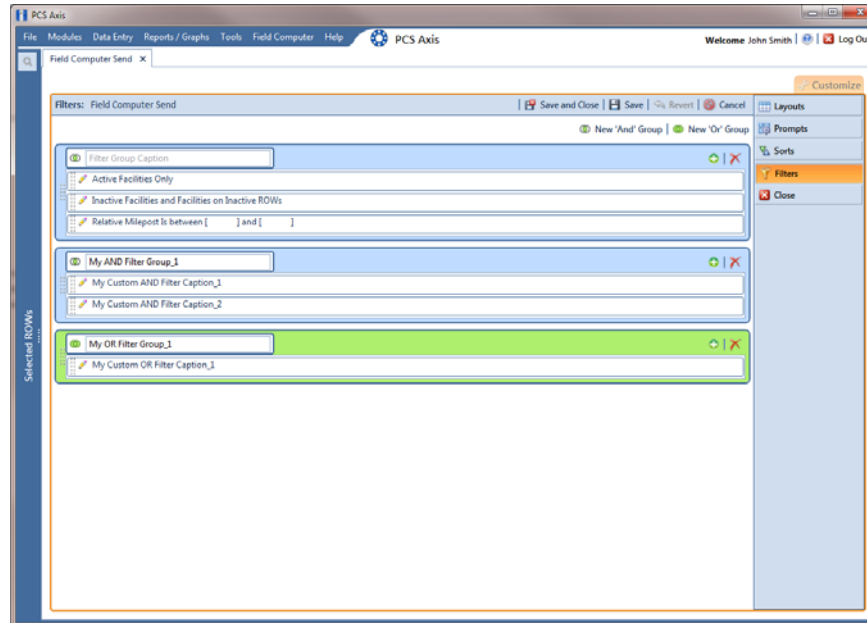 PCS Axis
File Modules Data Entry Reports / Graphs Tools Field Computer Help PCS Axis Welcome John Smith Log Ou
Field Computer Send X
Customize
Filters: Field Computer Send | Save and Close | Save | Revert | Cancel
Layouts
New 'And' Group | New 'Or' Group
Prompts
Filter Group Caption
Sorts
Active Facilities Only
Filters
Inactive Facilities and Facilities on Inactive ROWs
Close
Relative Milepost Is between [ ] and [ ]
My AND Filter Group_1
My Custom AND Filter Caption_1
My Custom AND Filter Caption_2
My OR Filter Group_1
My Custom OR Filter Caption_1
Selected ROWs